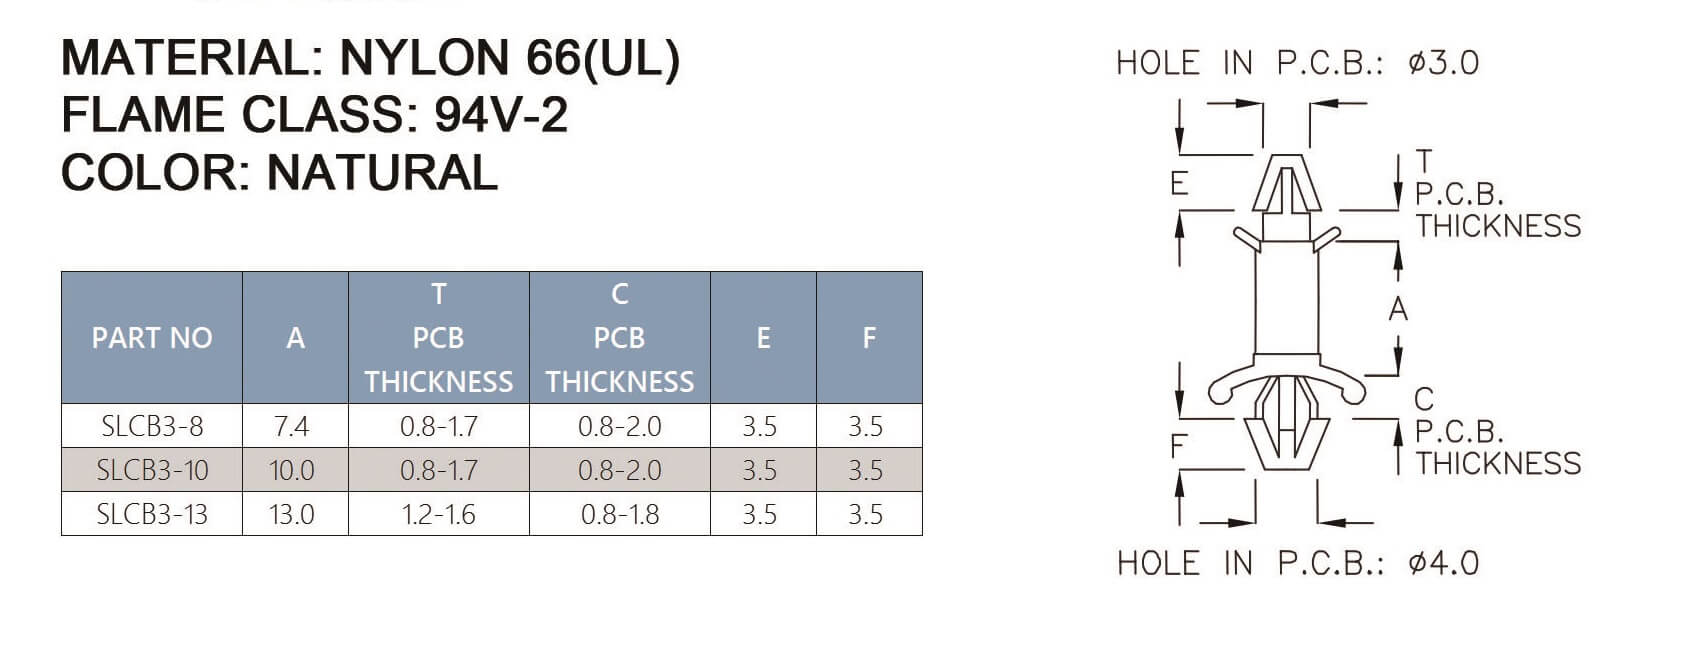 MATERIAL: NYLON 66(UL)
FLAME CLASS: 94V-2
COLOR: NATURAL
PART NO A T PCB THICKNESS C PCB THICKNESS E F
SLCB3-8 7.4 0.8-1.7 0.8-2.0 3.5 3.5
SLCB3-10 10.0 0.8-1.7 0.8-2.0 3.5 3.5
SLCB3-13 13.0 1.2-1.6 0.8-1.8 3.5 3.5
HOLE IN P.C.B.: ø3.0
E
T
P.C.B.
THICKNESS
A
C
P.C.B.
THICKNESS
F
HOLE IN P.C.B.: ø4.0